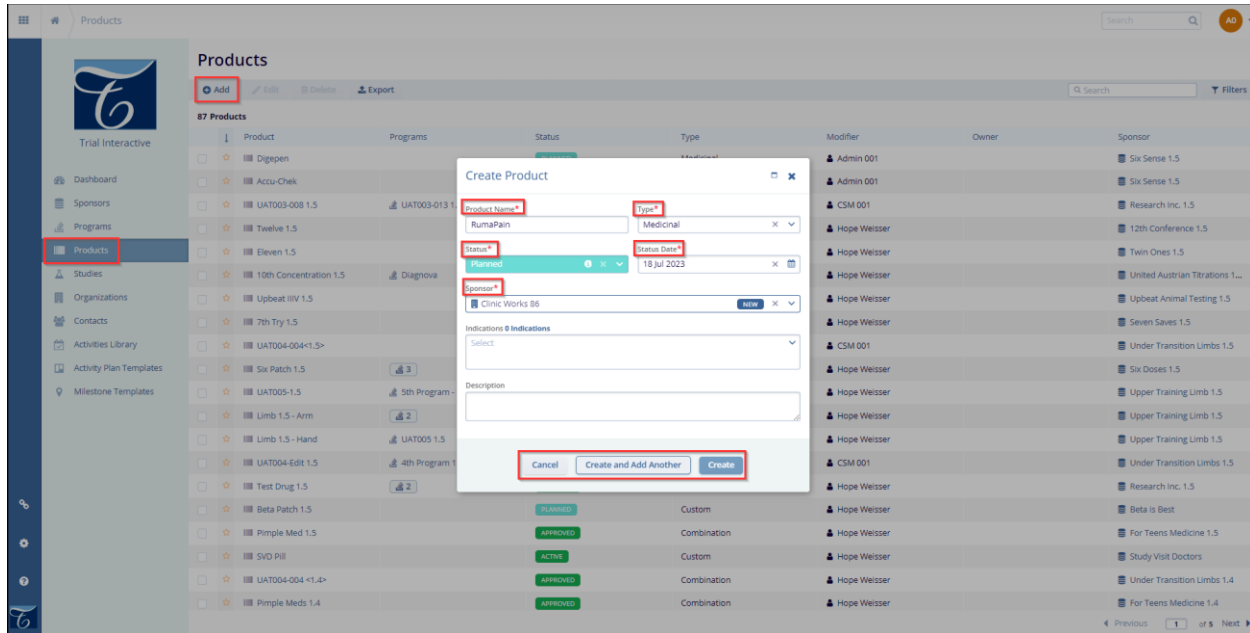 Products
Search
AD
Trial Interactive
Dashboard
Sponsors
Programs
Products
Studies
Organizations
Contacts
Activities Library
Activity Plan Templates
Milestone Templates
Products
Add Edit Delete Export
Search Filters
87 Products
Product Programs Status Type Modifier Owner Sponsor
Digepen Admin 001 Six Sense 1.5
Accu-Chek Admin 001 Six Sense 1.5
UAT003-008 1.5 UAT003-013 1. CSM 001 Research Inc. 1.5
Twelve 1.5 Hope Weisser 12th Conference 1.5
Eleven 1.5 Hope Weisser Twin Ones 1.5
10th Concentration 1.5 Diagnova Hope Weisser United Austrian Titrations 1...
Upbeat IIIV 1.5 Hope Weisser Upbeat Animal Testing 1.5
7th Try 1.5 Hope Weisser Seven Saves 1.5
UAT004-004<1.5> CSM 001 Under Transition Limbs 1.5
Six Patch 1.5 3 Hope Weisser Six Doses 1.5
UAT005-1.5 5th Program - Hope Weisser Upper Training Limb 1.5
Limb 1.5 - Arm 2 Hope Weisser Upper Training Limb 1.5
Limb 1.5 - Hand UAT005 1.5 Hope Weisser Upper Training Limb 1.5
UAT004-Edit 1.5 4th Program 1 CSM 001 Under Transition Limbs 1.5
Test Drug 1.5 2 Hope Weisser Research Inc. 1.5
Beta Patch 1.5 PLANNED Custom Hope Weisser Beta is Best
Pimple Med 1.5 APPROVED Combination Hope Weisser For Teens Medicine 1.5
SVD Pill ACTIVE Custom Hope Weisser Study Visit Doctors
UAT004-004 <1.4> APPROVED Combination Hope Weisser Under Transition Limbs 1.4
Pimple Meds 1.4 APPROVED Combination Hope Weisser For Teens Medicine 1.4
Previous 1 of 5 Next
Create Product
Product Name* Type*
RumaPain Medicinal
Status* Status Date*
Planned 18 Jul 2023
Sponsor*
Clinic Works 86 NEW
Indications 0 Indications
Select
Description
Cancel Create and Add Another Create